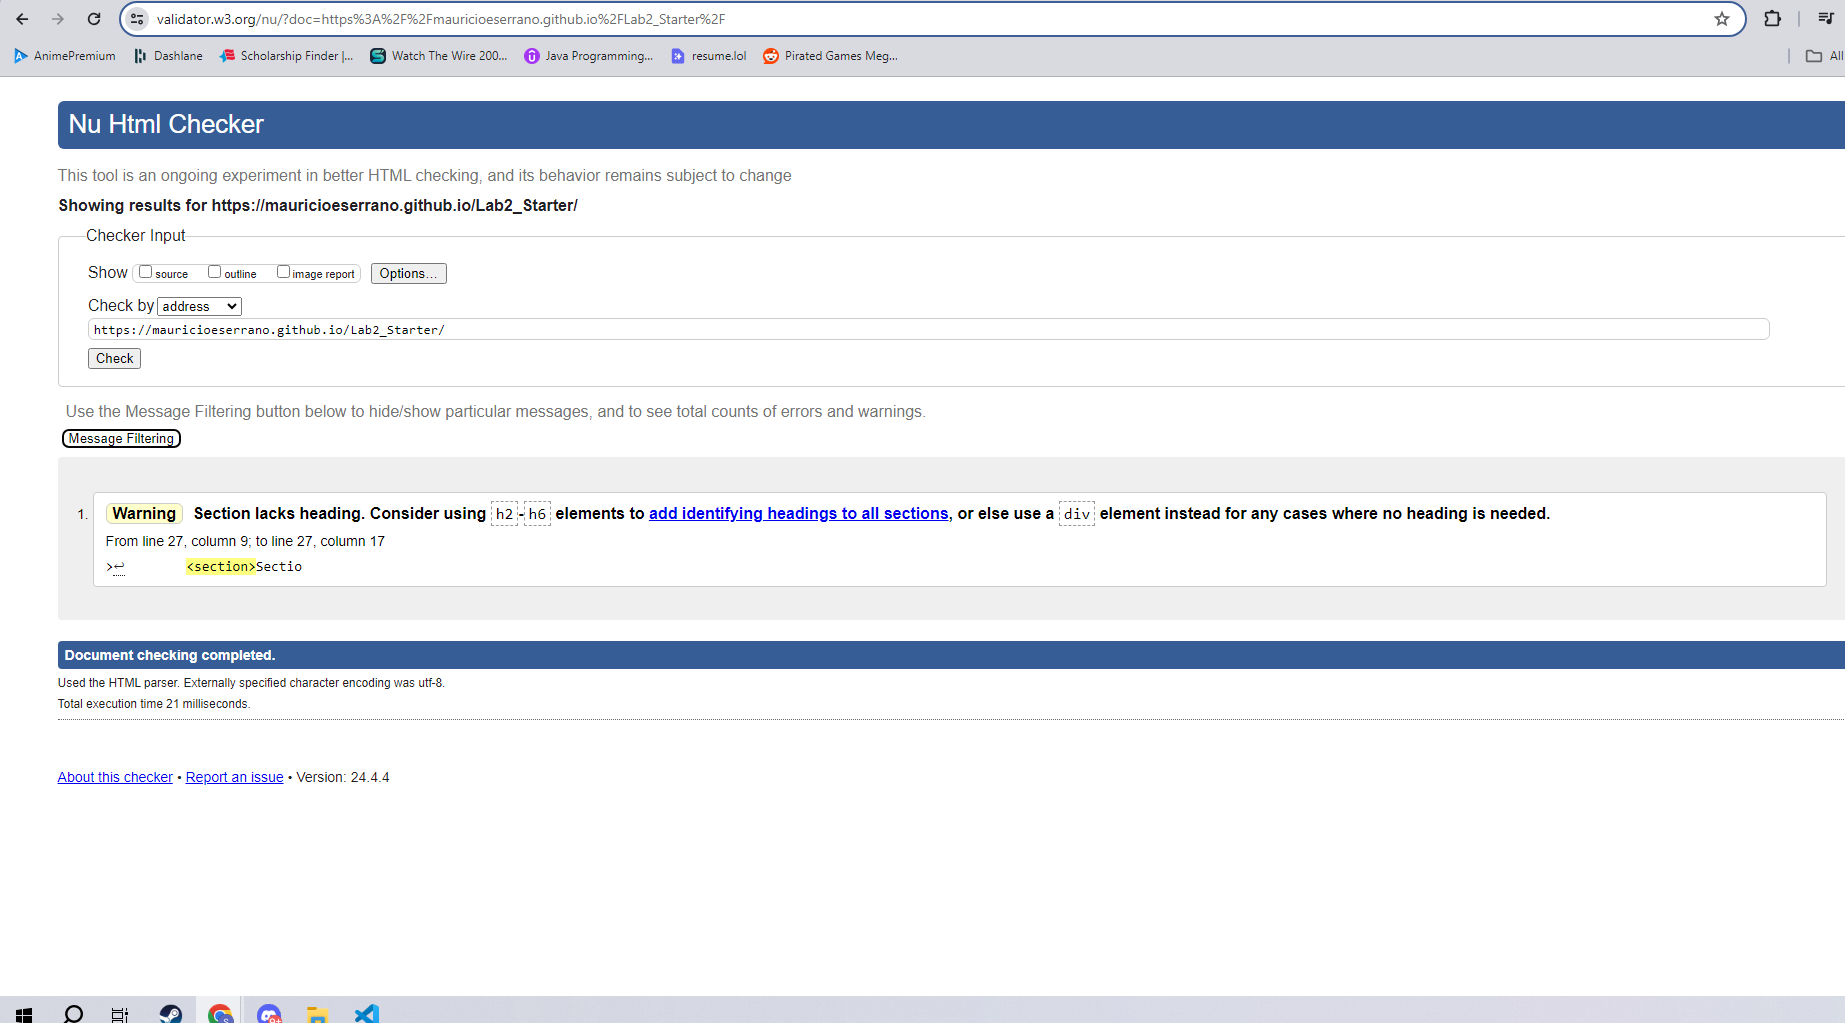 validator.w3.org/nu/?doc=https%3A%2F%2Fmauricioeserrano.github.io%2FLab2_Starter%2F
AnimePremium Dashlane Scholarship Finder |... Watch The Wire 200... Java Programming... resume.lol Pirated Games Meg... All
Nu Html Checker
This tool is an ongoing experiment in better HTML checking, and its behavior remains subject to change
Showing results for https://mauricioeserrano.github.io/Lab2_Starter/
Checker Input
Show source outline image report Options...
Check by address
https://mauricioeserrano.github.io/Lab2_Starter/
Check
Use the Message Filtering button below to hide/show particular messages, and to see total counts of errors and warnings.
Message Filtering
1. Warning Section lacks heading. Consider using h2-h6 elements to add identifying headings to all sections, or else use a div element instead for any cases where no heading is needed.
From line 27, column 9; to line 27, column 17
>↩ <section>Sectio
Document checking completed.
Used the HTML parser. Externally specified character encoding was utf-8.
Total execution time 21 milliseconds.
About this checker • Report an issue • Version: 24.4.4